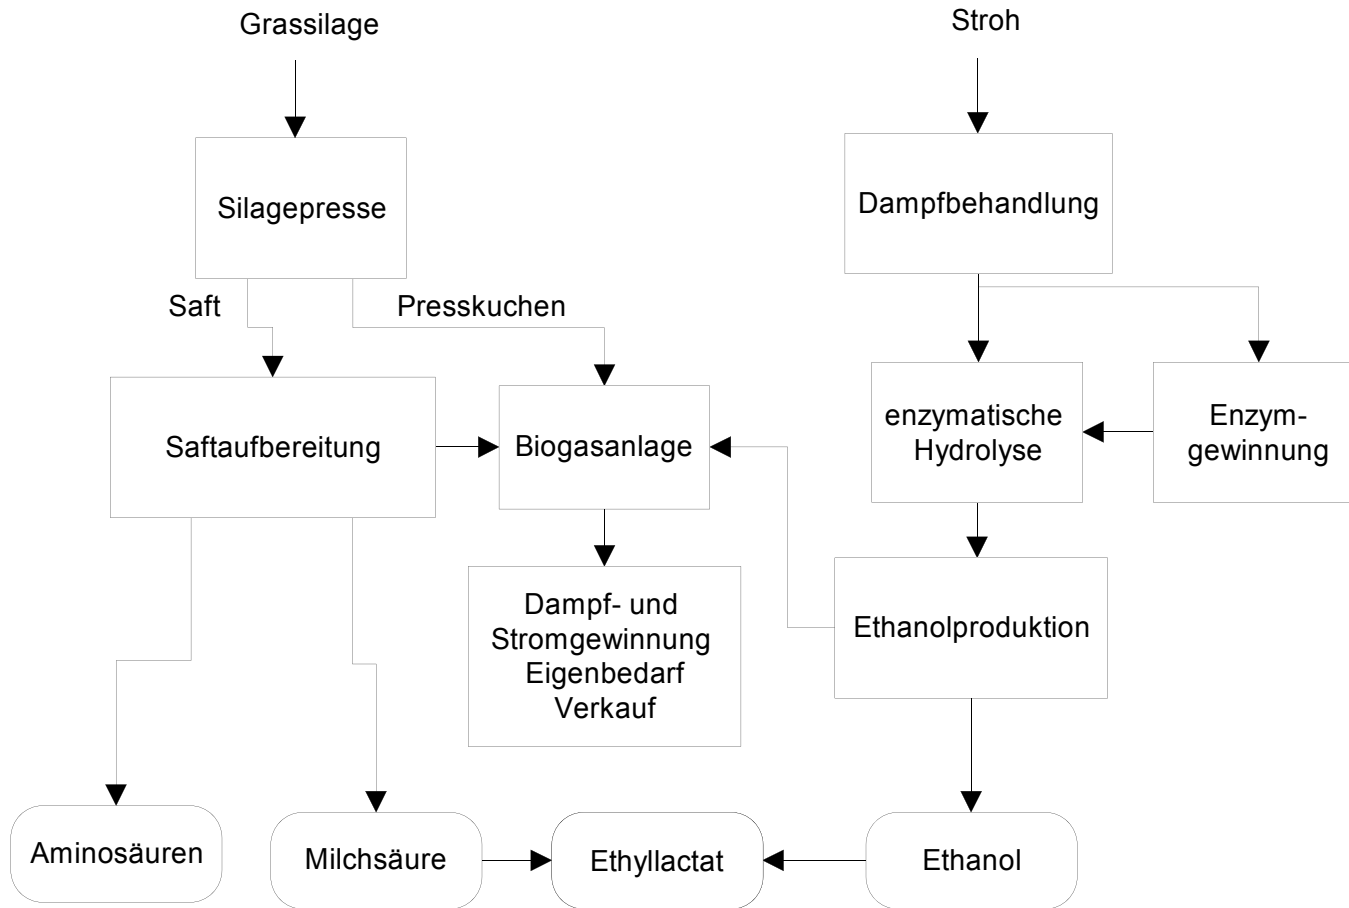 Grassilage
Stroh
Silagepresse
Dampfbehandlung
Saft
Presskuchen
Saftaufbereitung
Biogasanlage
enzymatische
Hydrolyse
Enzym-
gewinnung
Dampf- und
Stromgewinnung
Eigenbedarf
Verkauf
Ethanolproduktion
Aminosäuren
Milchsäure
Ethyllactat
Ethanol